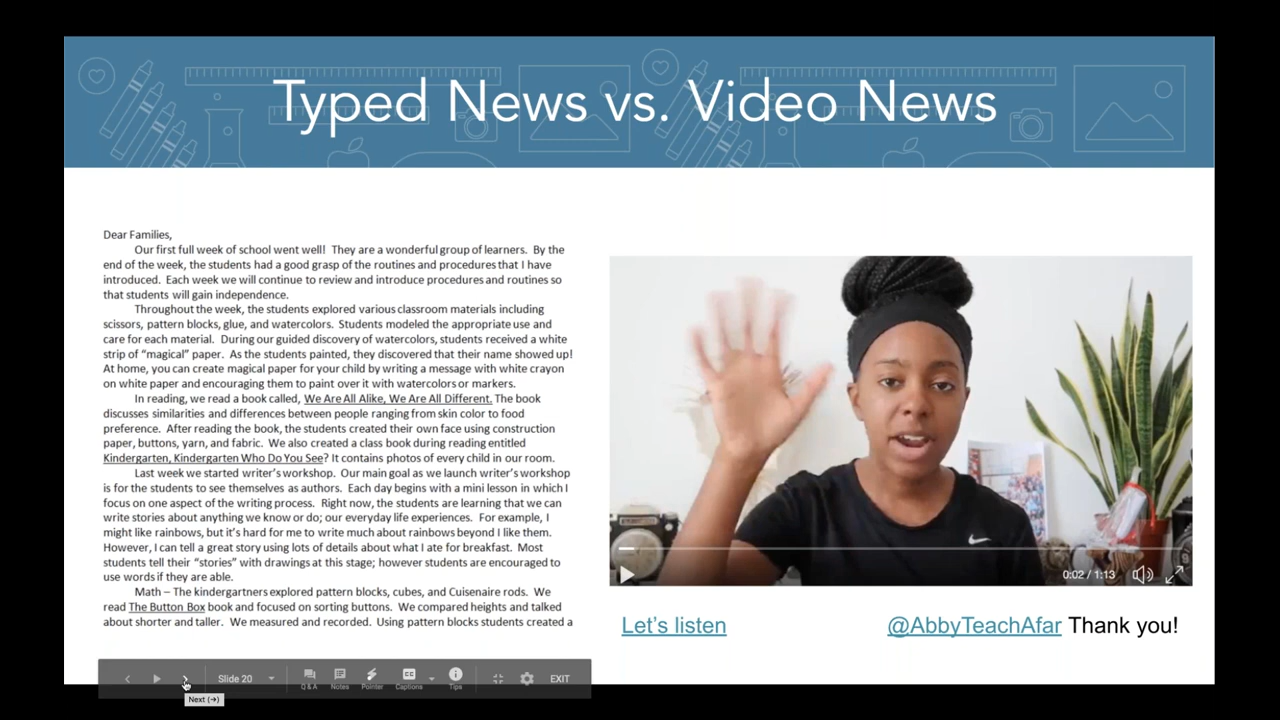 Typed News vs. Video News
Dear Families,
Our first full week of school went well! They are a wonderful group of learners. By the
end of the week, the students had a good grasp of the routines and procedures that I have
introduced. Each week we will continue to review and introduce procedures and routines so
that students will gain independence.
Throughout the week, the students explored various classroom materials including
scissors, pattern blocks, glue, and watercolors. Students modeled the appropriate use and
care for each material. During our guided discovery of watercolors, students received a white
strip of “magical” paper. As the students painted, they discovered that their name showed up!
At home, you can create magical paper for your child by writing a message with white crayon
on white paper and encouraging them to paint over it with watercolors or markers.
In reading, we read a book called, We Are All Alike, We Are All Different. The book
discusses similarities and differences between people ranging from skin color to food
preference. After reading the book, the students created their own face using construction
paper, buttons, yarn, and fabric. We also created a class book during reading entitled
Kindergarten, Kindergarten Who Do You See? It contains photos of every child in our room.
Last week we started writer’s workshop. Our main goal as we launch writer’s workshop
is for the students to see themselves as authors. Each day begins with a mini lesson in which I
focus on one aspect of the writing process. Right now, the students are learning that we can
write stories about anything we know or do; our everyday life experiences. For example, I
might like rainbows, but it’s hard for me to write much about rainbows beyond I like them.
However, I can tell a great story using lots of details about what I ate for breakfast. Most
students tell their “stories” with drawings at this stage; however students are encouraged to
use words if they are able.
Math – The kindergartners explored pattern blocks, cubes, and Cuisenaire rods. We
read The Button Box book and focused on sorting buttons. We compared heights and talked
about shorter and taller. We measured and recorded. Using pattern blocks students created a
0:02 / 1:13
Let’s listen
@AbbyTeachAfar Thank you!
Slide 20
Q & A
Notes
Pointer
Captions
Tips
EXIT
Next (→)